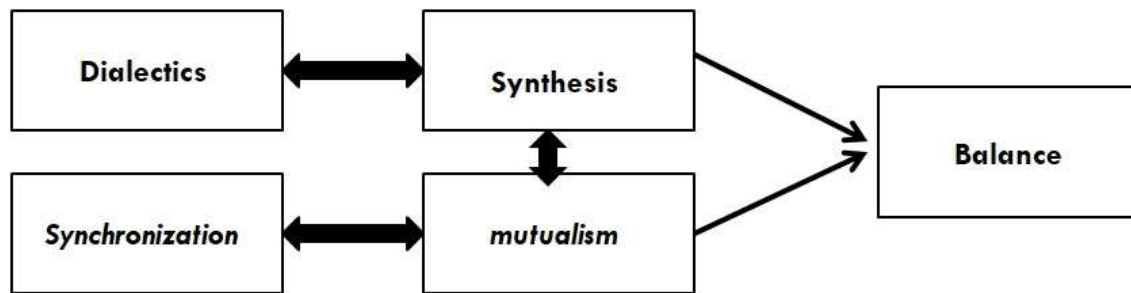 Dialectics
Synthesis
Balance
Synchronization
mutualism